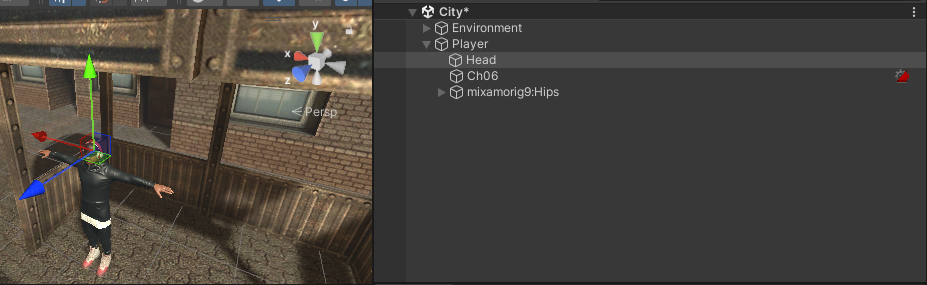 y
x
z
Persp
City*
Environment
Player
Head
Ch06
mixamorig9:Hips